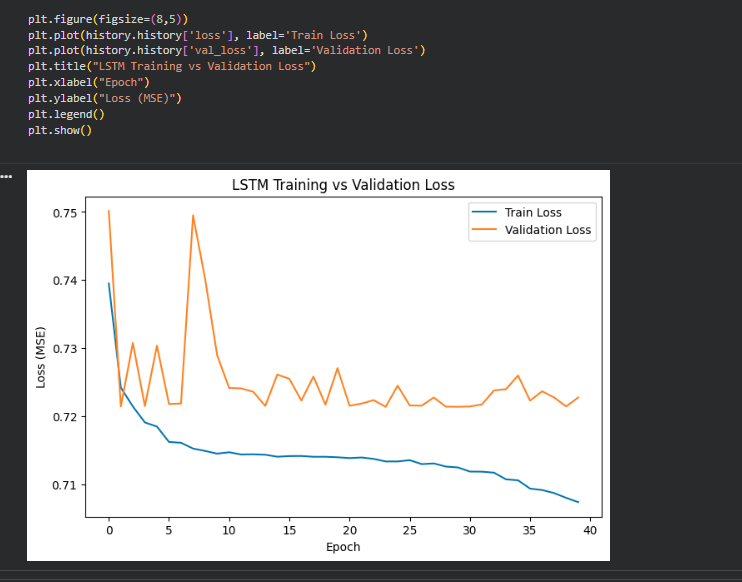 plt.figure(figsize=(8,5))
plt.plot(history.history['loss'], label='Train Loss')
plt.plot(history.history['val_loss'], label='Validation Loss')
plt.title("LSTM Training vs Validation Loss")
plt.xlabel("Epoch")
plt.ylabel("Loss (MSE)")
plt.legend()
plt.show()
...
LSTM Training vs Validation Loss
Train Loss
Validation Loss
Loss (MSE)
0.75
0.74
0.73
0.72
0.71
0 5 10 15 20 25 30 35 40
Epoch